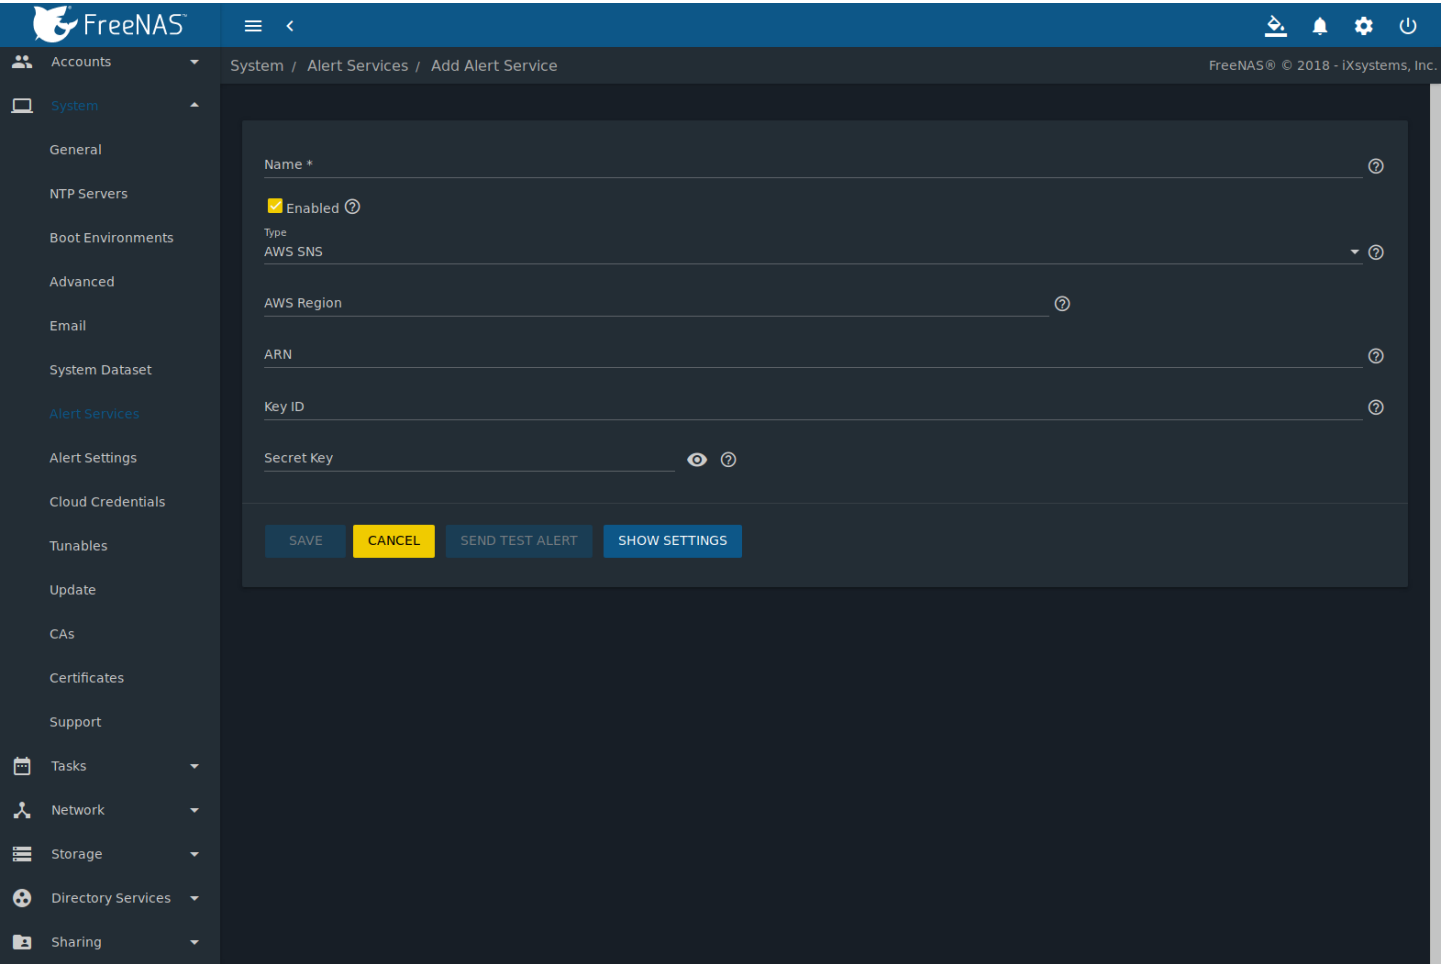 FreeNAS™
System / Alert Services / Add Alert Service
FreeNAS® © 2018 - iXsystems, Inc.
Accounts
System
General
NTP Servers
Boot Environments
Advanced
Email
System Dataset
Alert Services
Alert Settings
Cloud Credentials
Tunables
Update
CAs
Certificates
Support
Tasks
Network
Storage
Directory Services
Sharing
Name *
Enabled
Type
AWS SNS
AWS Region
ARN
Key ID
Secret Key
SAVE CANCEL SEND TEST ALERT SHOW SETTINGS